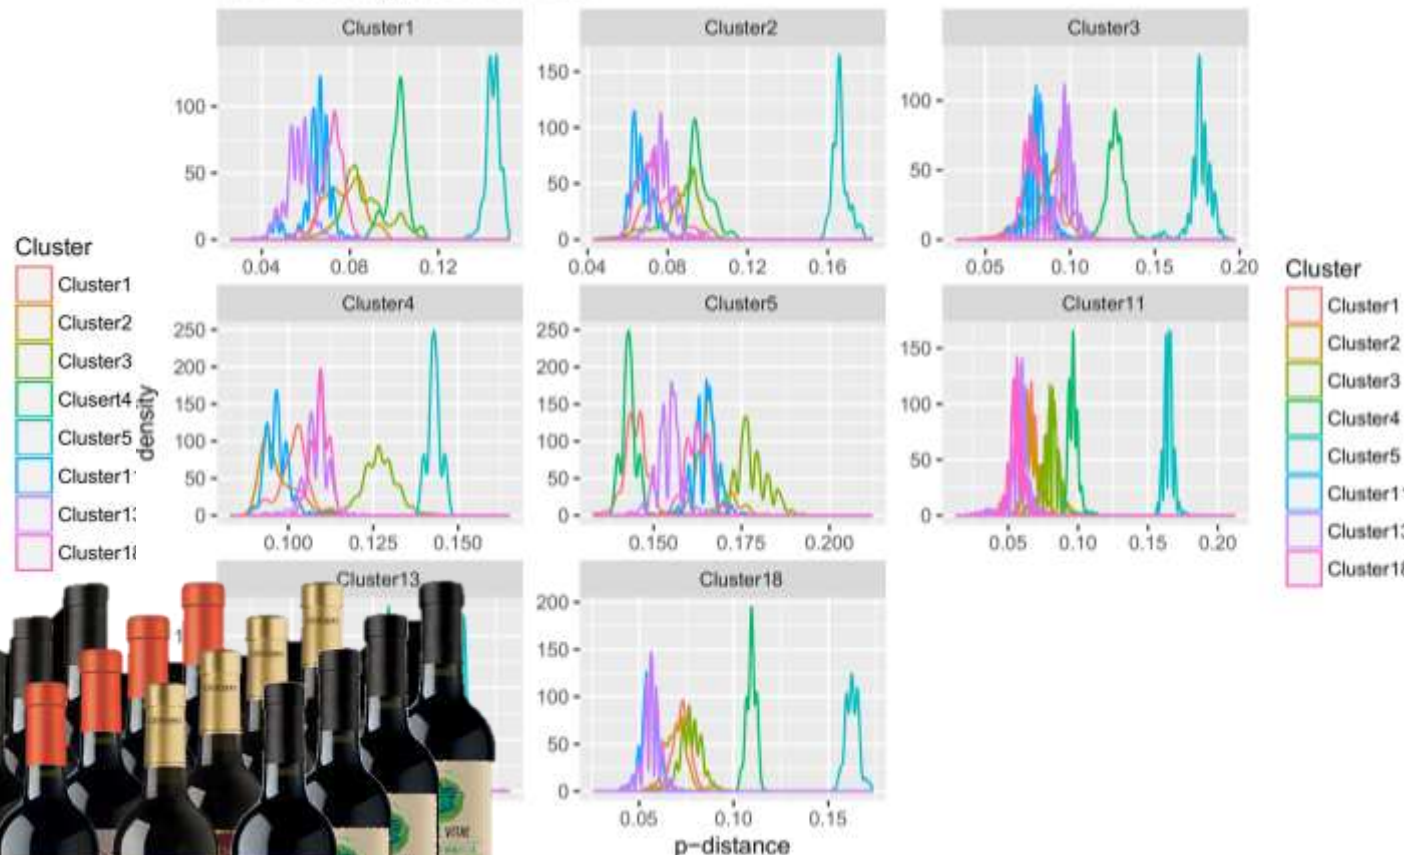 Cluster1 Cluster2 Cluster3
100
50
0
0.04 0.08 0.12
150
100
50
0
0.04 0.08 0.12 0.16
100
50
0
0.05 0.10 0.15 0.20
Cluster
Cluster1
Cluster2
Cluster3
Clusert4
Cluster5
Cluster1
Cluster1
Cluster18
density
Cluster4 Cluster5 Cluster11
250
200
150
100
50
0
0.100 0.125 0.150
250
200
150
100
50
0
0.150 0.175 0.200
150
100
50
0
0.05 0.10 0.15 0.20
Cluster
Cluster1
Cluster2
Cluster3
Cluster4
Cluster5
Cluster11
Cluster13
Cluster18
Cluster13 Cluster18
1
200
150
100
50
0
0.05 0.10 0.15
p-distance
VITAE